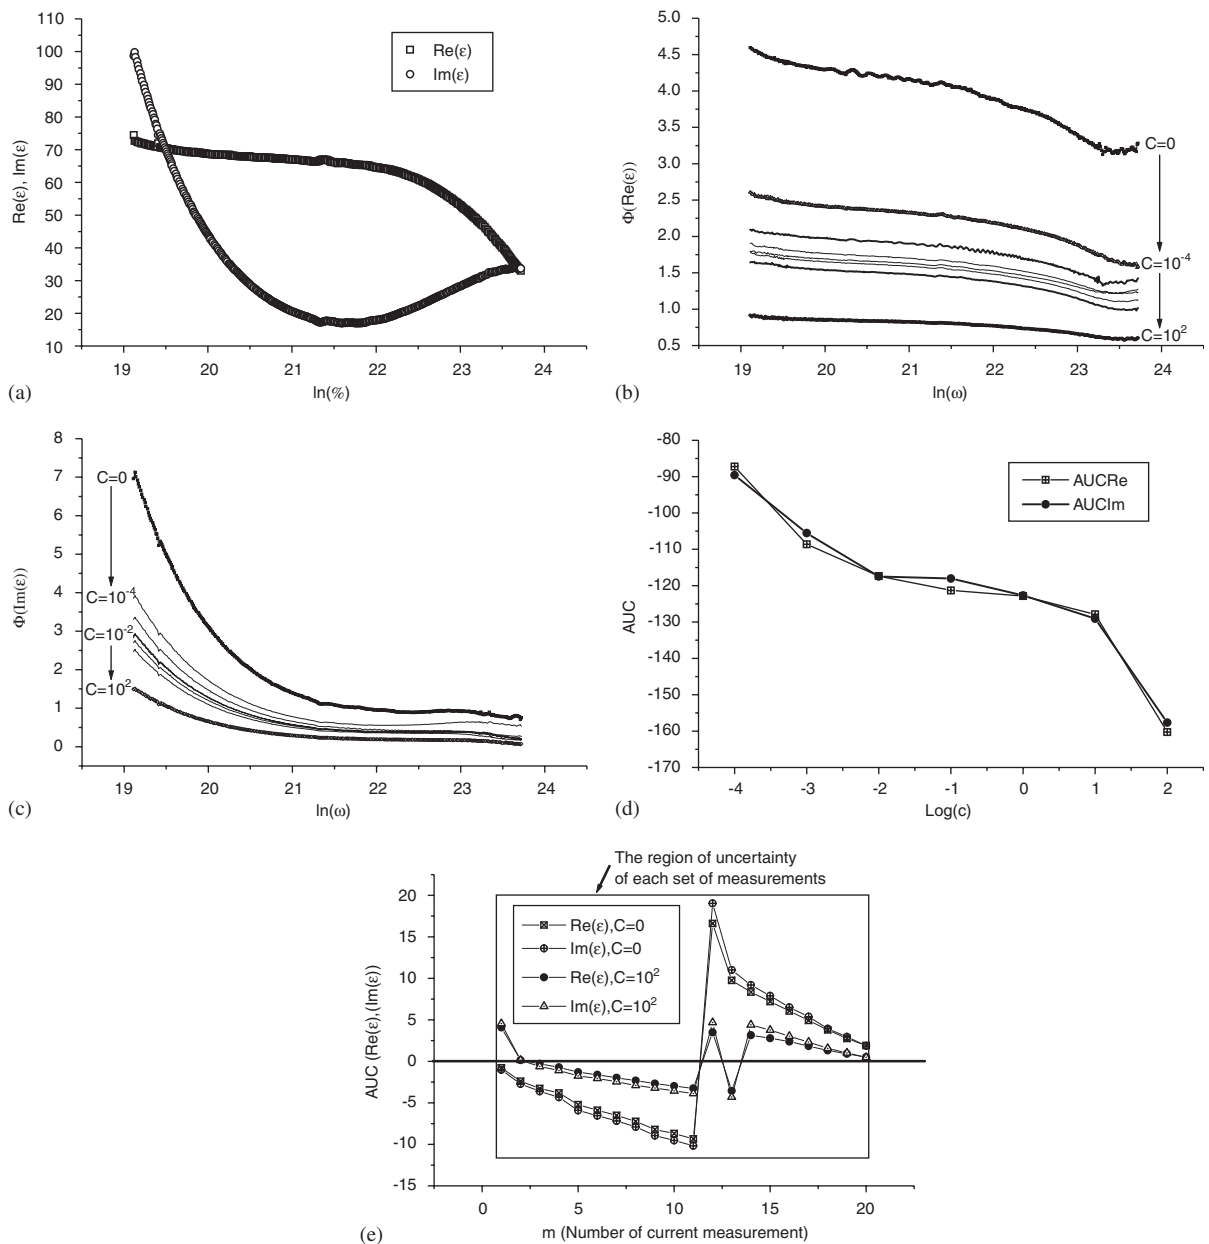 110
100
90
80
70
60
50
40
30
20
10
Re(ε), Im(ε)
Re(ε)
Im(ε)
19 20 21 22 23 24
ln(%)
(a)
5.0
4.5
4.0
3.5
3.0
2.5
2.0
1.5
1.0
0.5
Φ(Re(ε))
C=0
C=10⁻⁴
C=10²
19 20 21 22 23 24
ln(ω)
(b)
8
7
6
5
4
3
2
1
0
Φ(Im(ε))
C=0
C=10⁻⁴
C=10⁻²
C=10²
19 20 21 22 23 24
ln(ω)
(c)
-80
-90
-100
-110
-120
-130
-140
-150
-160
-170
AUC
AUCRe
AUCIm
-4 -3 -2 -1 0 1 2
Log(c)
(d)
The region of uncertainty
of each set of measurements
20
15
10
5
0
-5
-10
-15
AUC (Re(ε),(Im(ε))
Re(ε),C=0
Im(ε),C=0
Re(ε),C=10²
Im(ε),C=10²
0 5 10 15 20
m (Number of current measurement)
(e)